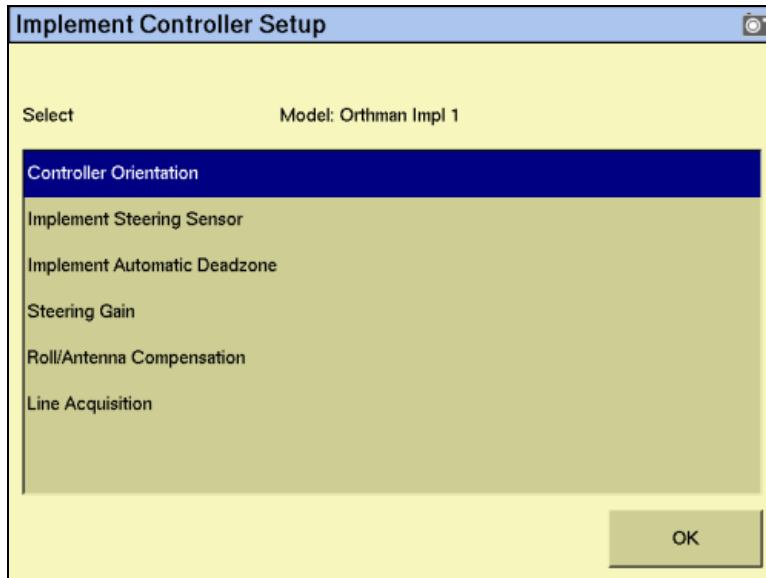 Implement Controller Setup
Select Model: Orthman Impl 1
Controller Orientation
Implement Steering Sensor
Implement Automatic Deadzone
Steering Gain
Roll/Antenna Compensation
Line Acquisition
OK